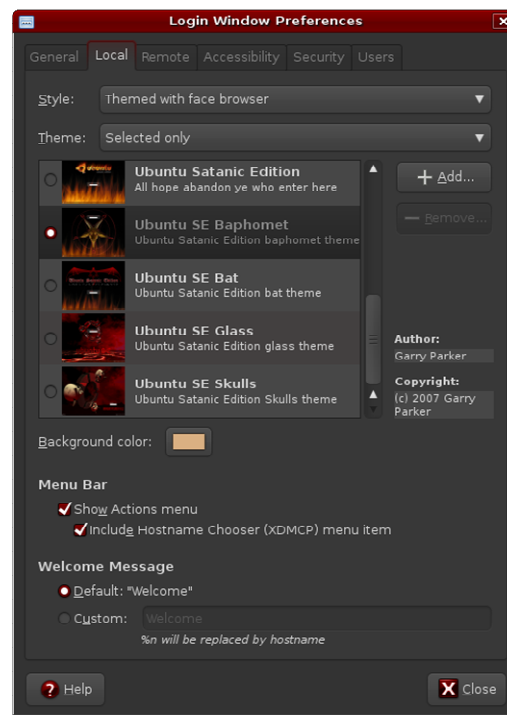 Login Window Preferences
General Local Remote Accessibility Security Users
Style: Themed with face browser
Theme: Selected only
Ubuntu Satanic Edition
All hope abandon ye who enter here
Add...
Ubuntu SE Baphomet
Ubuntu Satanic Edition baphomet theme
Remove...
Ubuntu SE Bat
Ubuntu Satanic Edition bat theme
Ubuntu SE Glass
Ubuntu Satanic Edition glass theme
Author:
Garry Parker
Ubuntu SE Skulls
Ubuntu Satanic Edition Skulls theme
Copyright:
(c) 2007 Garry
Parker
Background color:
Menu Bar
Show Actions menu
Include Hostname Chooser (XDMCP) menu item
Welcome Message
Default: "Welcome"
Custom: Welcome
%n will be replaced by hostname
Help Close